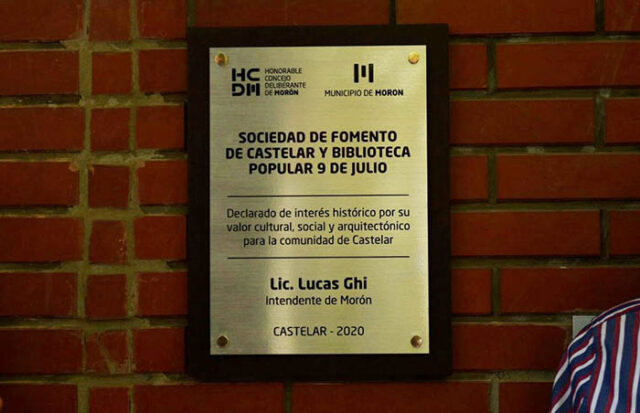 HCDM
HONORABLE
CONCEJO
DELIBERANTE
DE MORÓN
MUNICIPIO DE MORON
SOCIEDAD DE FOMENTO
DE CASTELAR Y BIBLIOTECA
POPULAR 9 DE JULIO
Declarado de interés histórico por su
valor cultural, social y arquitectónico
para la comunidad de Castelar
Lic. Lucas Ghi
Intendente de Morón
CASTELAR - 2020